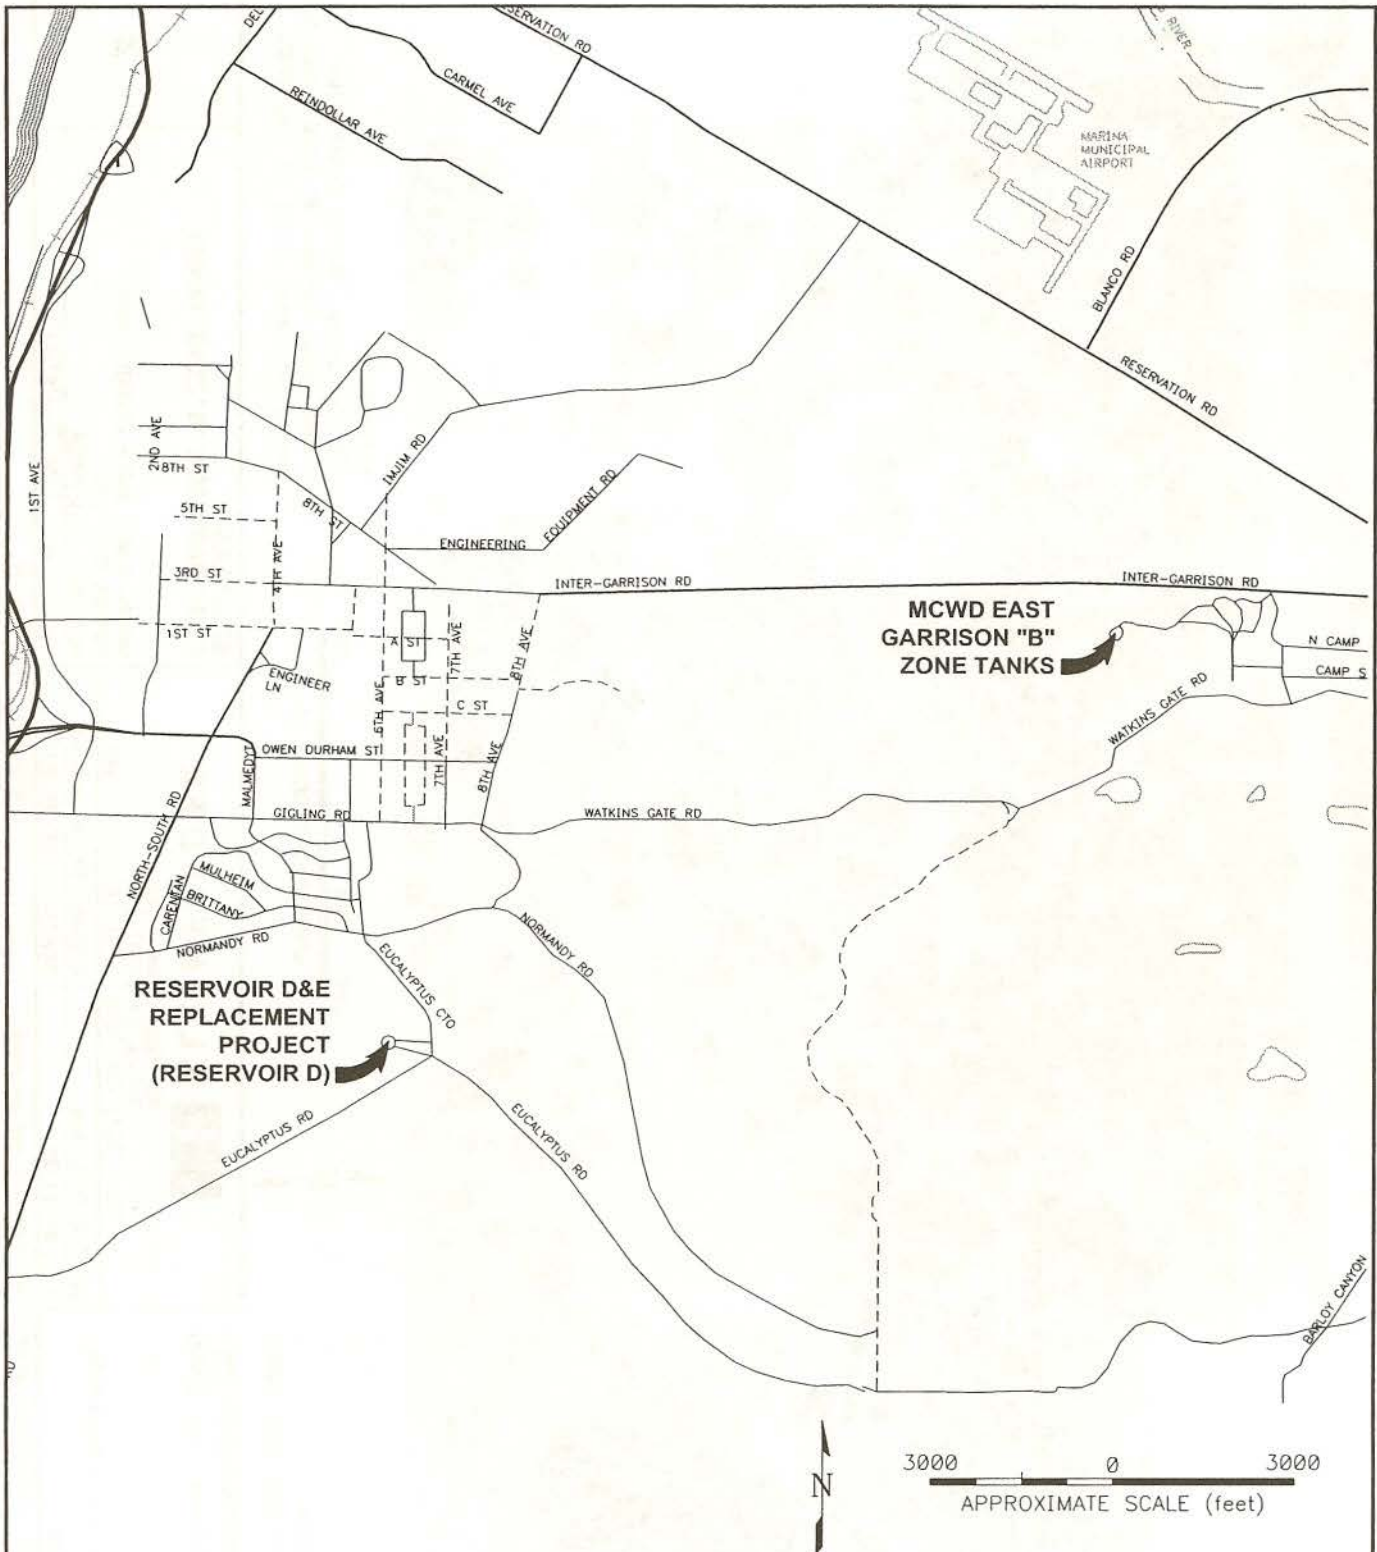 DEL
RESERVATION RD
CARMEL AVE
REINDOLLAR AVE
1
RIVER
MARINA
MUNICIPAL
AIRPORT
BLANCO RD
RESERVATION RD
1ST AVE
2ND AVE
8TH ST
IMJIM RD
5TH ST
8TH ST
EQUIPMENT RD
ENGINEERING
4TH AVE
3RD ST
INTER-GARRISON RD
INTER-GARRISON RD
MCWD EAST
GARRISON "B"
ZONE TANKS
1ST ST
A ST
7TH AVE
8TH AVE
N CAMP
CAMP S
ENGINEER
LN
B ST
6TH AVE
C ST
WATKINS GATE RD
OWEN DURHAM ST
7TH AVE
8TH AVE
MALMEDY
GIGLING RD
WATKINS GATE RD
NORTH-SOUTH RD
MULHEIM
CARENTAN
BRITTANY
NORMANDY RD
NORMANDY RD
EUCALYPTUS CTO
RESERVOIR D&E
REPLACEMENT
PROJECT
(RESERVOIR D)
EUCALYPTUS RD
EUCALYPTUS RD
BARLOY CANYON
RD
N
3000 0 3000
APPROXIMATE SCALE (feet)